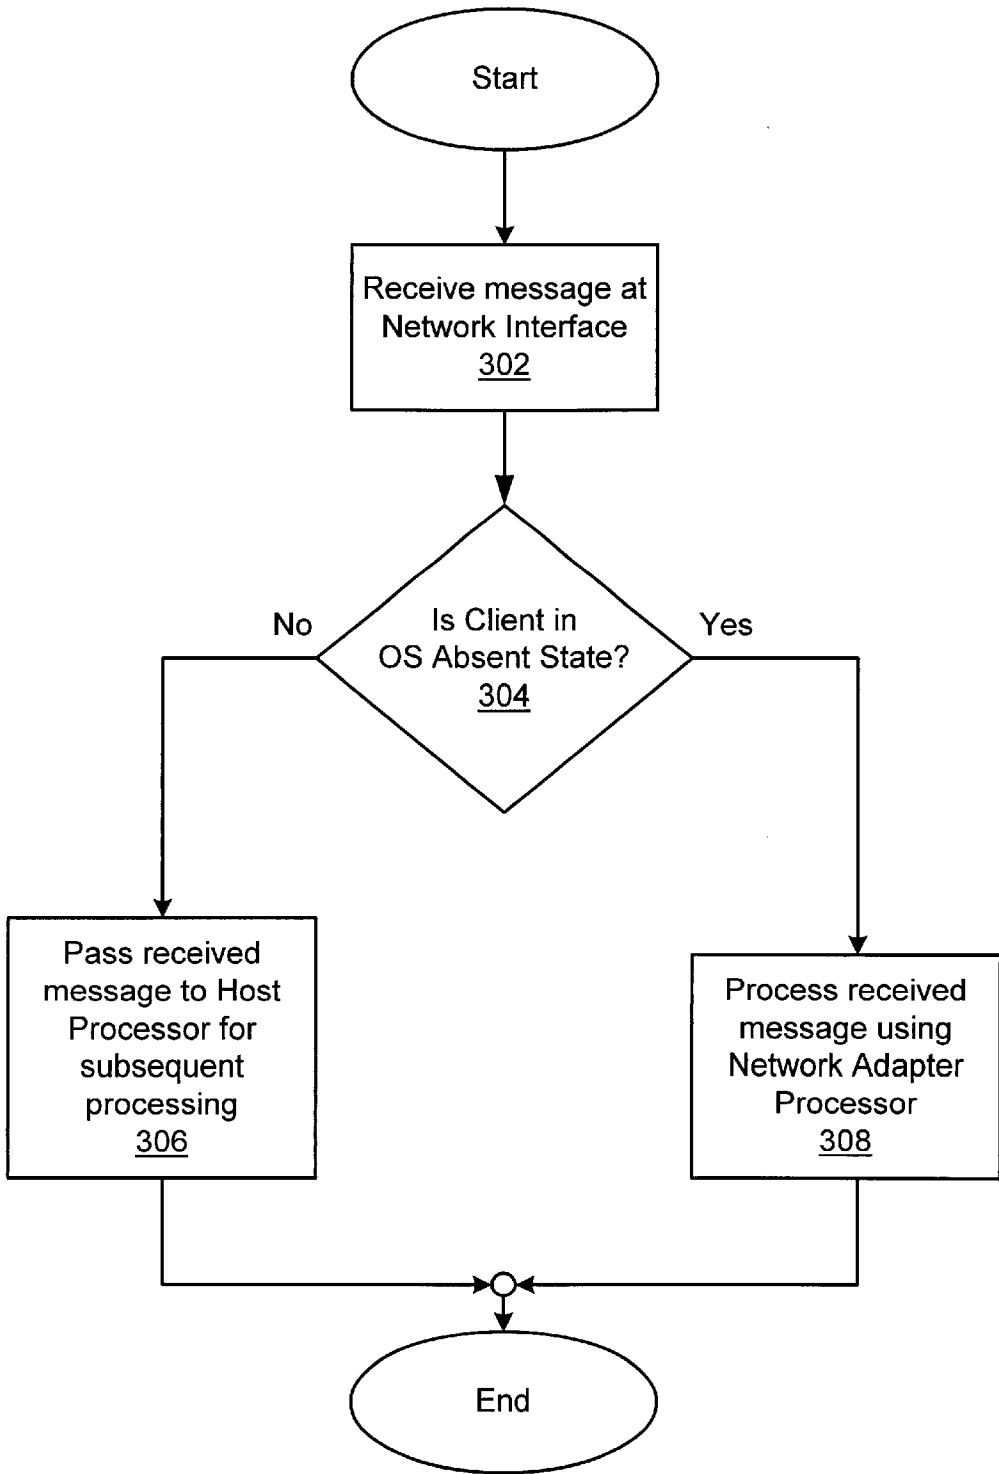 Start
Receive message at
Network Interface
302
No
Is Client in
OS Absent State?
304
Yes
Pass received
message to Host
Processor for
subsequent
processing
306
Process received
message using
Network Adapter
Processor
308
End